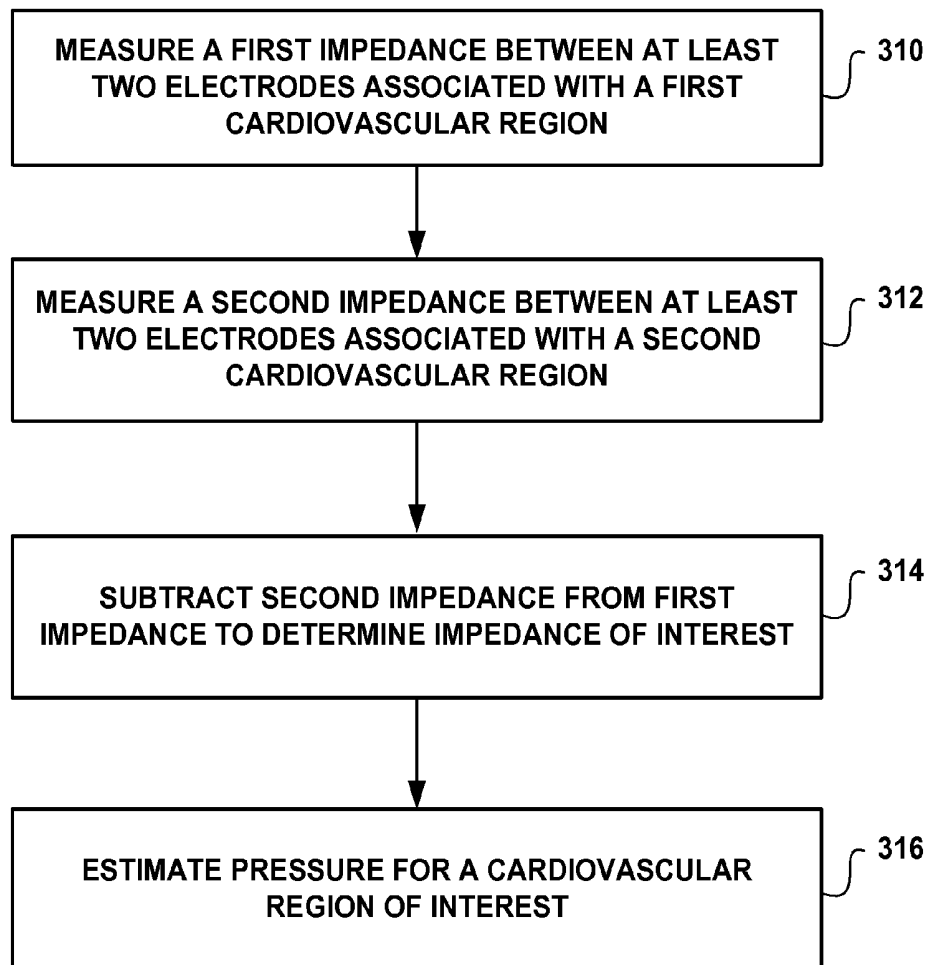 MEASURE A FIRST IMPEDANCE BETWEEN AT LEAST
TWO ELECTRODES ASSOCIATED WITH A FIRST
CARDIOVASCULAR REGION
310
MEASURE A SECOND IMPEDANCE BETWEEN AT LEAST
TWO ELECTRODES ASSOCIATED WITH A SECOND
CARDIOVASCULAR REGION
312
SUBTRACT SECOND IMPEDANCE FROM FIRST
IMPEDANCE TO DETERMINE IMPEDANCE OF INTEREST
314
ESTIMATE PRESSURE FOR A CARDIOVASCULAR
REGION OF INTEREST
316